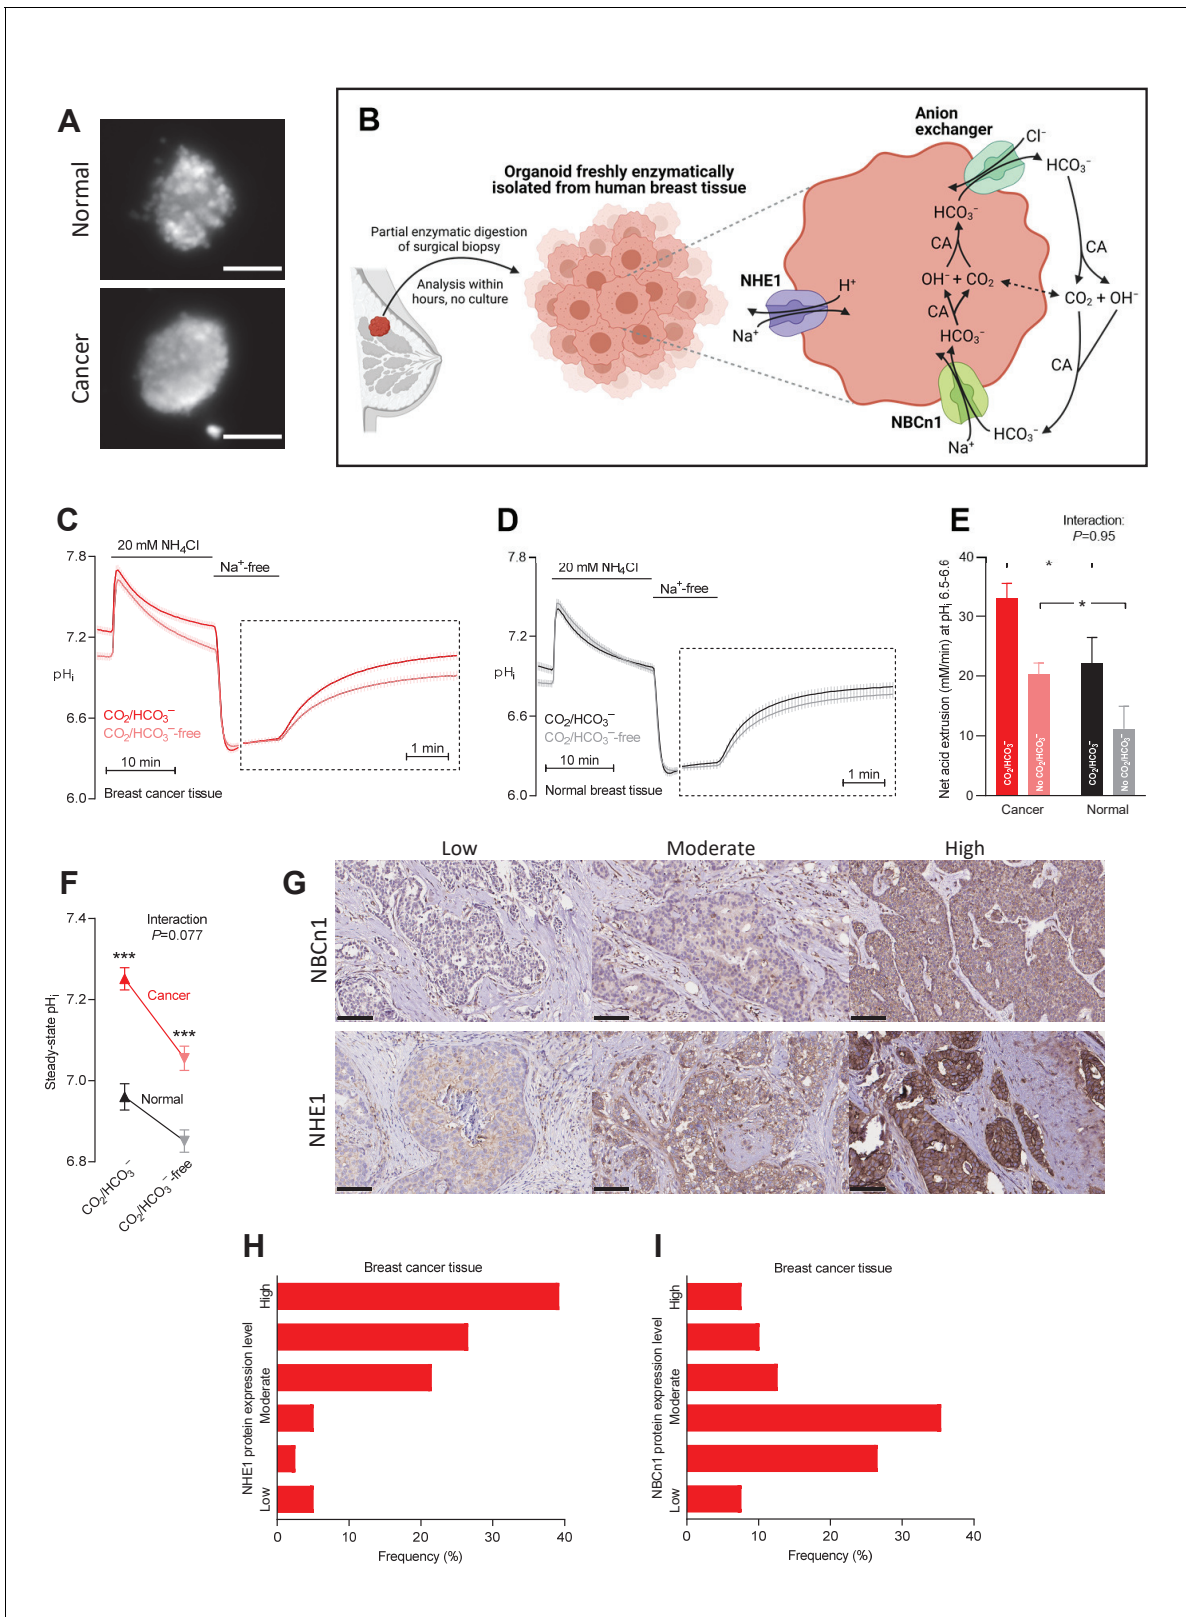 A
Normal
Cancer
B
Organoid freshly enzymatically
isolated from human breast tissue
Partial enzymatic digestion
of surgical biopsy
Analysis within
hours, no culture
Anion
exchanger
Cl⁻
HCO₃⁻
HCO₃⁻
CA
CA
NHE1
H⁺
OH⁻ + CO₂
CO₂ + OH⁻
Na⁺
CA
HCO₃⁻
CA
NBCn1
HCO₃⁻
Na⁺
C
20 mM NH₄Cl
Na⁺-free
7.8
7.2
pHᵢ
6.6
6.0
CO₂/HCO₃⁻
CO₂/HCO₃⁻-free
10 min
1 min
Breast cancer tissue
D
20 mM NH₄Cl
Na⁺-free
7.8
7.2
pHᵢ
6.6
6.0
CO₂/HCO₃⁻
CO₂/HCO₃⁻-free
10 min
1 min
Normal breast tissue
E
Interaction:
P=0.95
Net acid extrusion (mM/min) at pHᵢ 6.5-6.6
40
30
20
10
0
*
*
CO₂/HCO₃⁻
No CO₂/HCO₃⁻
CO₂/HCO₃⁻
No CO₂/HCO₃⁻
Cancer
Normal
F
Interaction
P=0.077
Steady-state pHᵢ
7.4
7.2
7.0
6.8
***
Cancer
***
Normal
CO₂/HCO₃⁻
CO₂/HCO₃⁻-free
G
Low
Moderate
High
NBCn1
NHE1
H
Breast cancer tissue
NHE1 protein expression level
High
Moderate
Low
0
10
20
30
40
Frequency (%)
I
Breast cancer tissue
NBCn1 protein expression level
High
Moderate
Low
0
10
20
30
40
Frequency (%)